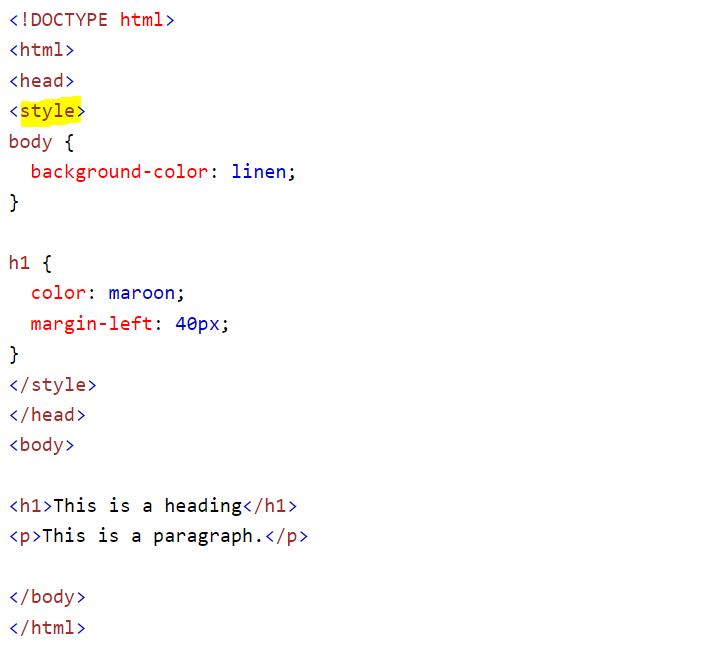 <!DOCTYPE html>
<html>
<head>
<style>
body {
  background-color: linen;
}

h1 {
  color: maroon;
  margin-left: 40px;
}
</style>
</head>
<body>

<h1>This is a heading</h1>
<p>This is a paragraph.</p>

</body>
</html>